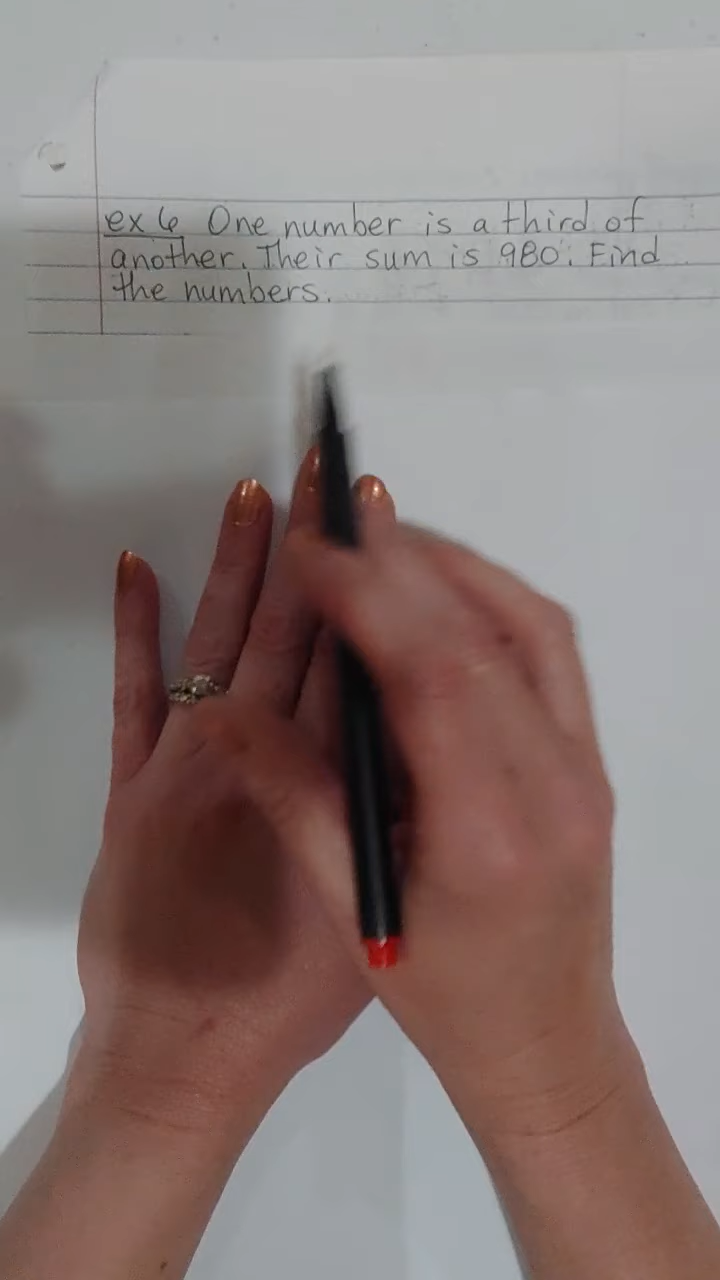 ex 6 One number is a third of
another. Their sum is 980. Find
the numbers.